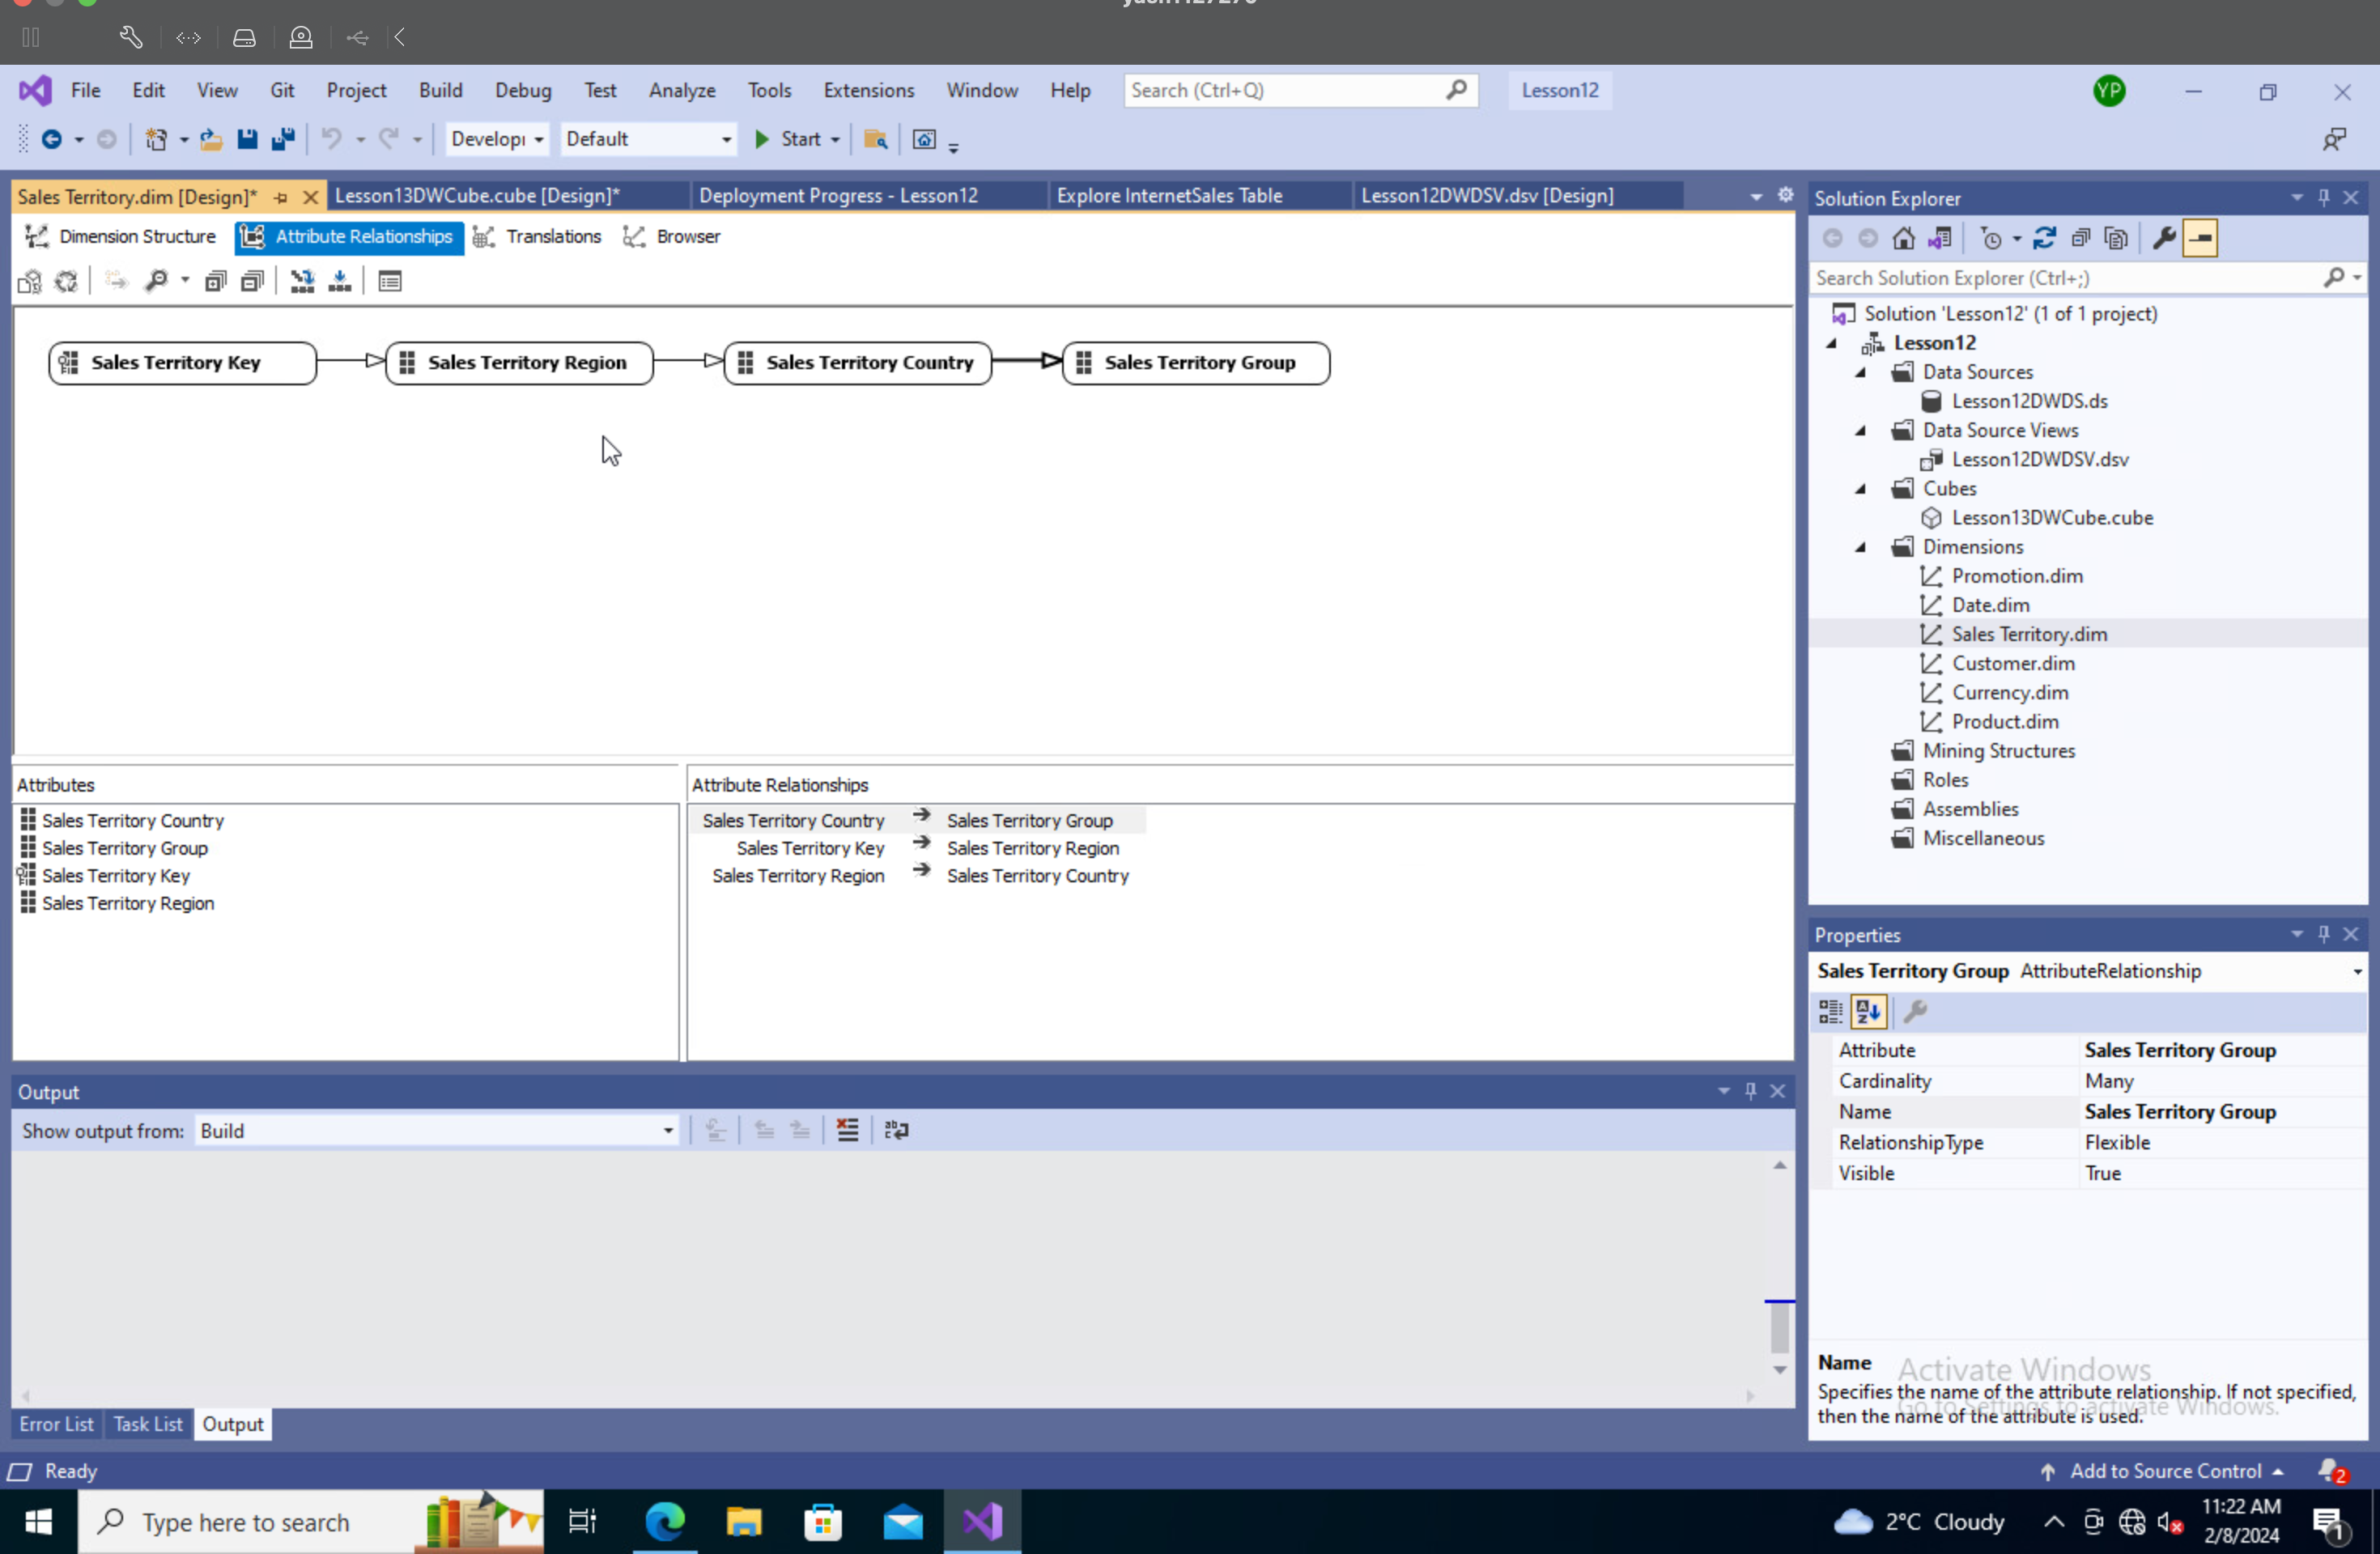 File Edit View Git Project Build Debug Test Analyze Tools Extensions Window Help Search (Ctrl+Q) Lesson12 YP
Develop Default Start
Sales Territory.dim [Design]* Lesson13DWCube.cube [Design]* Deployment Progress - Lesson12 Explore InternetSales Table Lesson12DWDSV.dsv [Design]
Dimension Structure Attribute Relationships Translations Browser
Sales Territory Key Sales Territory Region Sales Territory Country Sales Territory Group
Attributes
Sales Territory Country
Sales Territory Group
Sales Territory Key
Sales Territory Region
Attribute Relationships
Sales Territory Country Sales Territory Group
Sales Territory Key Sales Territory Region
Sales Territory Region Sales Territory Country
Output
Show output from: Build
Error List Task List Output
Solution Explorer
Search Solution Explorer (Ctrl+;)
Solution 'Lesson12' (1 of 1 project)
Lesson12
Data Sources
Lesson12DWDS.ds
Data Source Views
Lesson12DWDSV.dsv
Cubes
Lesson13DWCube.cube
Dimensions
Promotion.dim
Date.dim
Sales Territory.dim
Customer.dim
Currency.dim
Product.dim
Mining Structures
Roles
Assemblies
Miscellaneous
Properties
Sales Territory Group AttributeRelationship
Attribute Sales Territory Group
Cardinality Many
Name Sales Territory Group
RelationshipType Flexible
Visible True
Name
Activate Windows
Specifies the name of the attribute relationship. If not specified,
Go to Settings to activate Windows.
then the name of the attribute is used.
Ready Add to Source Control 2
Type here to search 2°C Cloudy 11:22 AM
2/8/2024 1